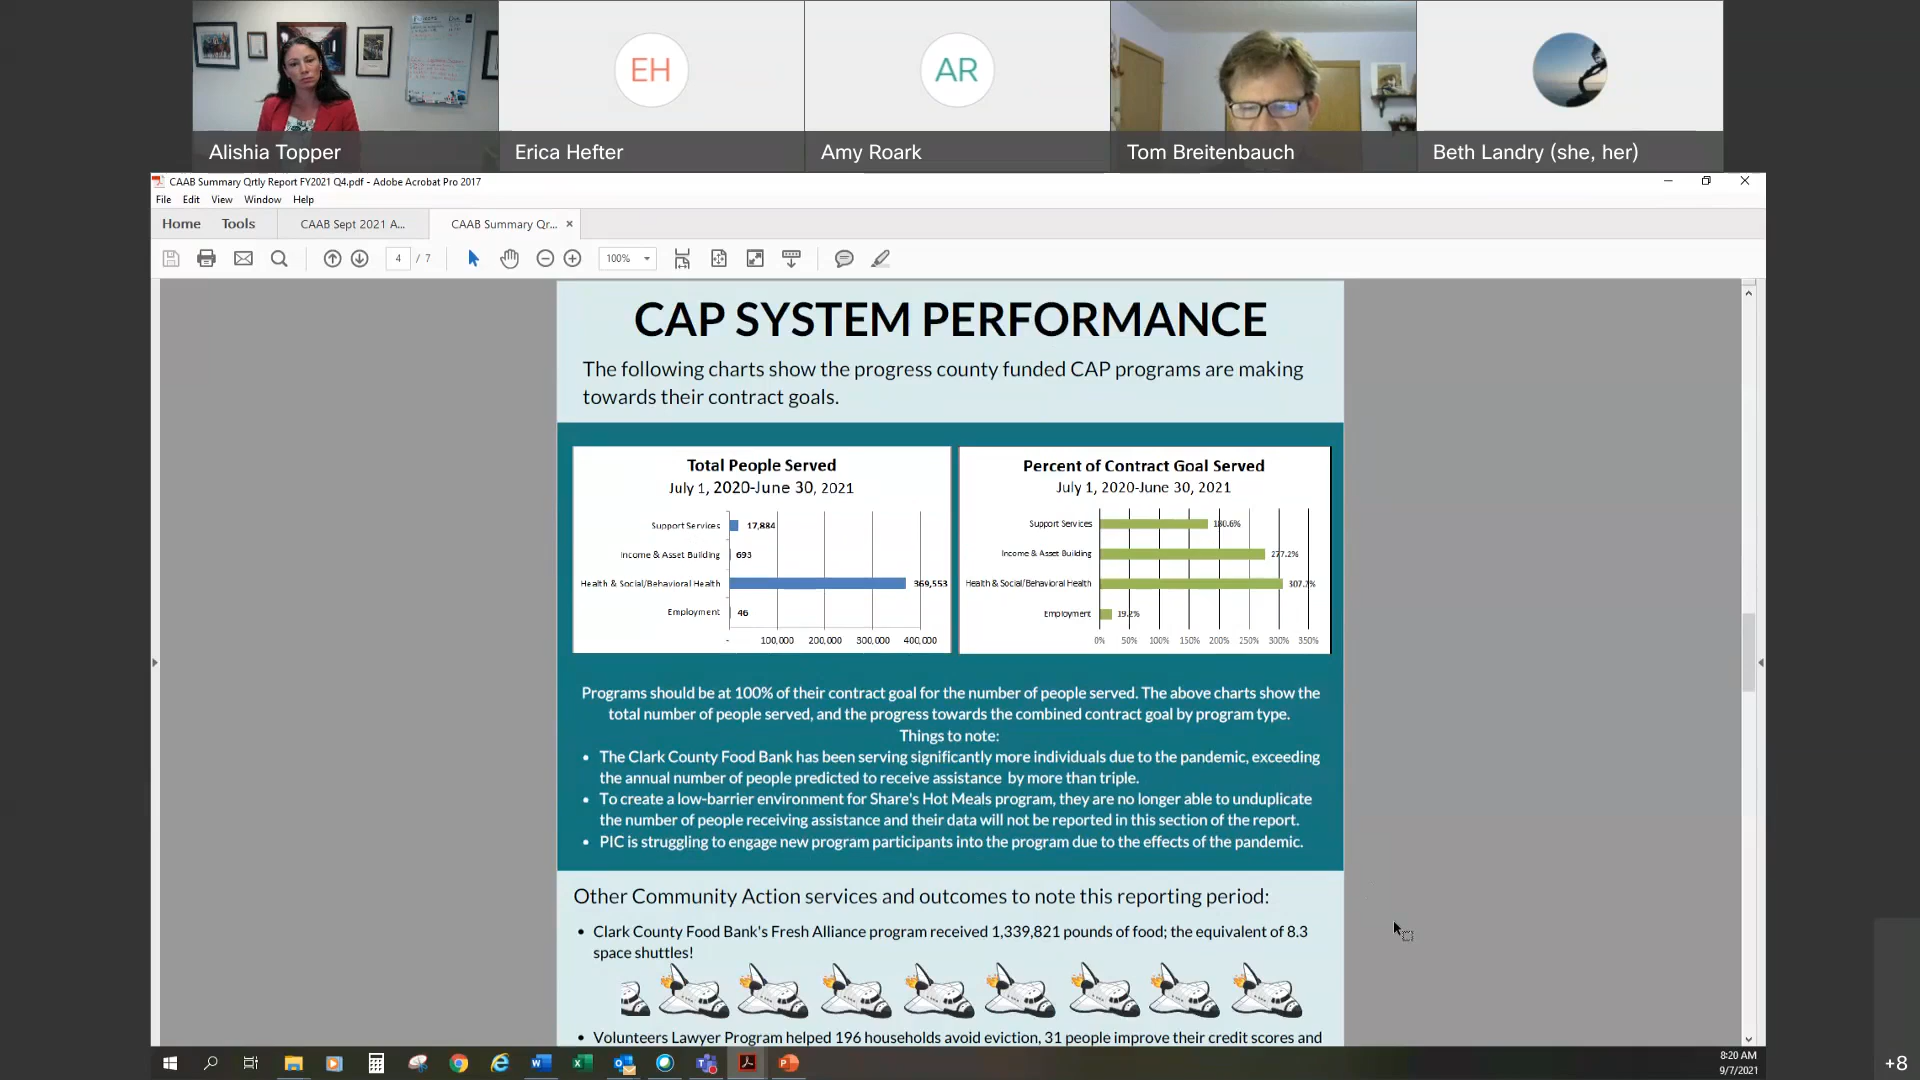 EH
AR
Alishia Topper
Erica Hefter
Amy Roark
Tom Breitenbauch
Beth Landry (she, her)
CAAB Summary Qrtly Report FY2021 Q4.pdf - Adobe Acrobat Pro 2017
File Edit View Window Help
Home Tools CAAB Sept 2021 A... CAAB Summary Qr... ×
4 / 7 100%
CAP SYSTEM PERFORMANCE
The following charts show the progress county funded CAP programs are making
towards their contract goals.
Total People Served
July 1, 2020-June 30, 2021
Support Services 17,884
Income & Asset Building 693
Health & Social/Behavioral Health 369,553
Employment 46
- 100,000 200,000 300,000 400,000
Percent of Contract Goal Served
July 1, 2020-June 30, 2021
Support Services 180.6%
Income & Asset Building 277.2%
Health & Social/Behavioral Health
Employment 19.2%
0% 50% 100% 150% 200% 250% 300% 350%
Programs should be at 100% of their contract goal for the number of people served. The above charts show the
total number of people served, and the progress towards the combined contract goal by program type.
Things to note:
• The Clark County Food Bank has been serving significantly more individuals due to the pandemic, exceeding
the annual number of people predicted to receive assistance by more than triple.
• To create a low-barrier environment for Share's Hot Meals program, they are no longer able to unduplicate
the number of people receiving assistance and their data will not be reported in this section of the report.
• PIC is struggling to engage new program participants into the program due to the effects of the pandemic.
Other Community Action services and outcomes to note this reporting period:
• Clark County Food Bank's Fresh Alliance program received 1,339,821 pounds of food; the equivalent of 8.3
space shuttles!
• Volunteers Lawyer Program helped 196 households avoid eviction, 31 people improve their credit scores and
8:20 AM
9/7/2021
+8